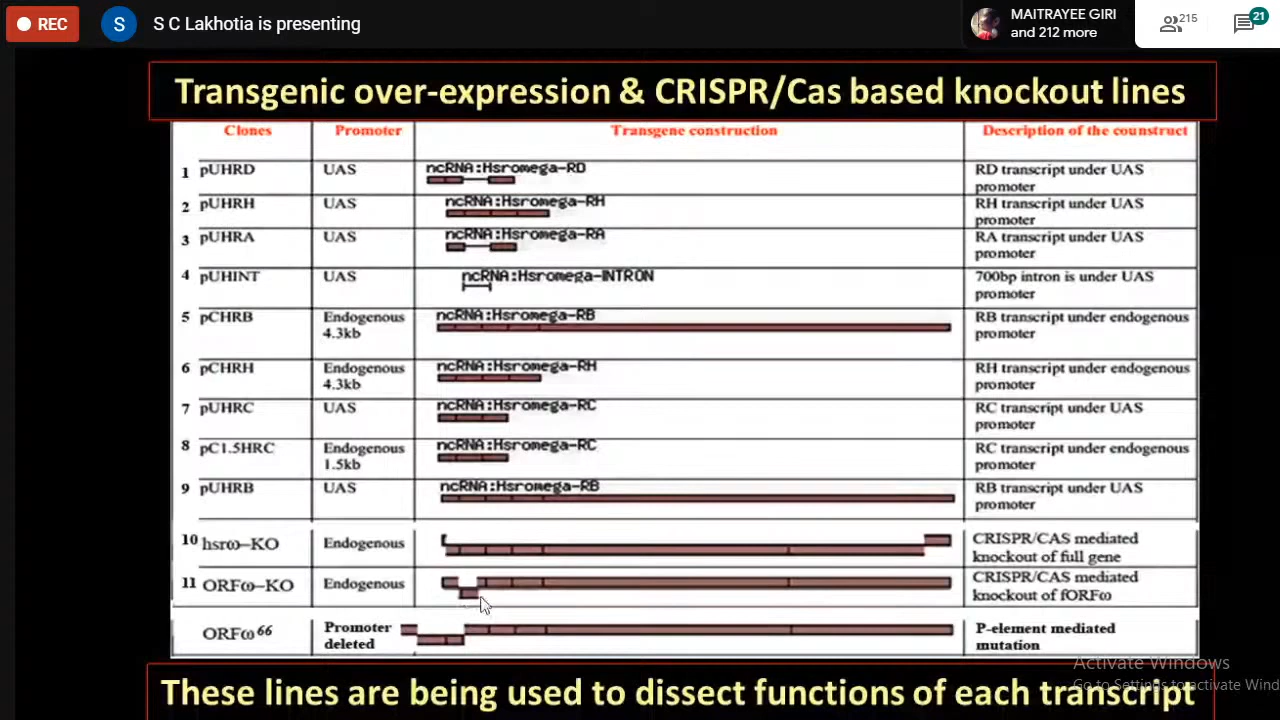 REC
S
S C Lakhotia is presenting
MAITRAYEE GIRI
and 212 more
215
21
Transgenic over-expression & CRISPR/Cas based knockout lines
Clones Promoter Transgene construction Description of the counstruct
1 pUHRD UAS ncRNA:Hsromega-RD RD transcript under UAS
promoter
2 pUHRH UAS ncRNA:Hsromega-RH RH transcript under UAS
promoter
3 pUHRA UAS ncRNA:Hsromega-RA RA transcript under UAS
promoter
4 pUHINT UAS ncRNA:Hsromega-INTRON 700bp intron is under UAS
promoter
5 pCHRB Endogenous ncRNA:Hsromega-RB RB transcript under endogenous
4.3kb promoter
6 pCHRH Endogenous ncRNA:Hsromega-RH RH transcript under endogenous
4.3kb promoter
7 pUHRC UAS ncRNA:Hsromega-RC RC transcript under UAS
promoter
8 pC1.5HRC Endogenous ncRNA:Hsromega-RC RC transcript under endogenous
1.5kb promoter
9 pUHRB UAS ncRNA:Hsromega-RB RB transcript under UAS
promoter
10 hsrω-KO Endogenous CRISPR/CAS mediated
knockout of full gene
11 ORFω-KO Endogenous CRISPR/CAS mediated
knockout of fORFω
ORFω66 Promoter P-element mediated
deleted mutation
Activate Windows
Go to Settings to activate Wind
These lines are being used to dissect functions of each transcript